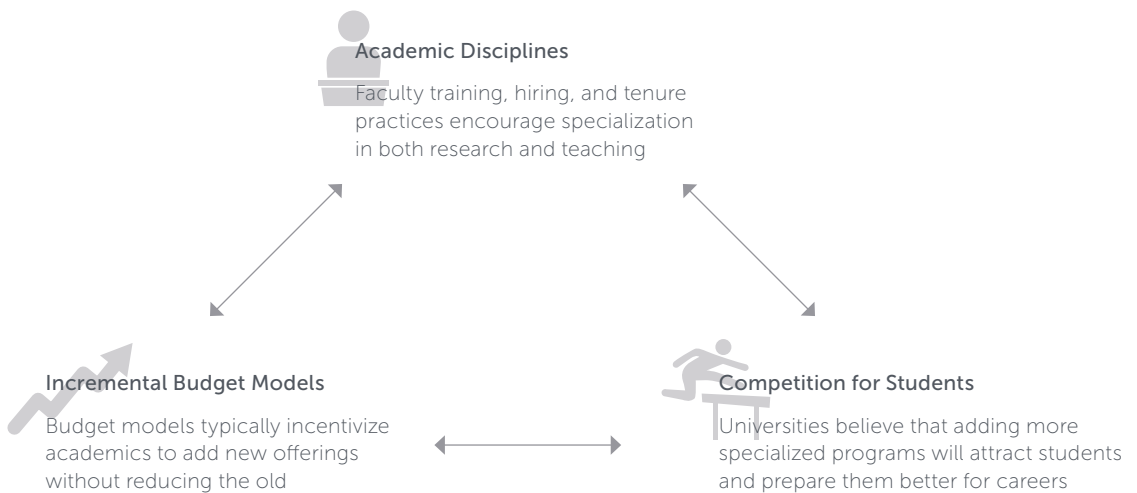 Academic Disciplines
Faculty training, hiring, and tenure
practices encourage specialization
in both research and teaching
Incremental Budget Models
Budget models typically incentivize
academics to add new offerings
without reducing the old
Competition for Students
Universities believe that adding more
specialized programs will attract students
and prepare them better for careers